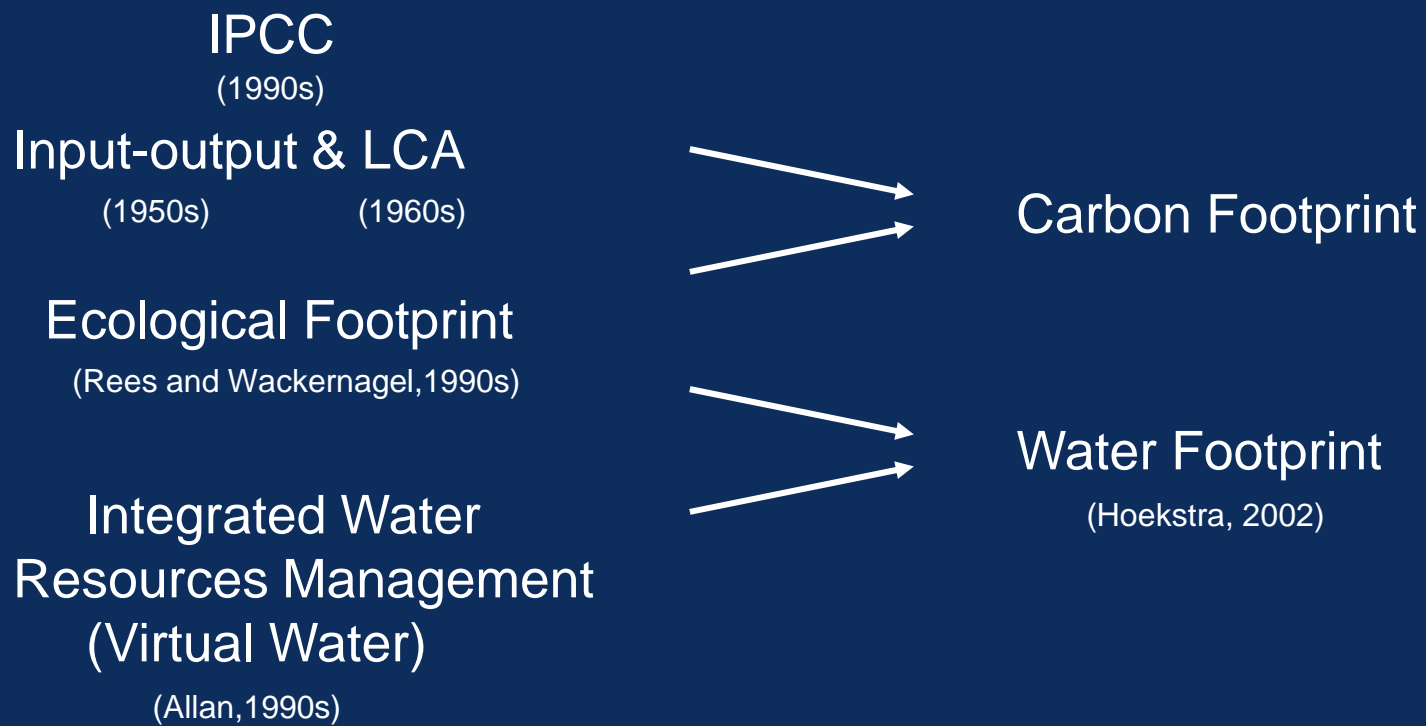 IPCC
(1990s)
Input-output & LCA
(1950s) (1960s)
Carbon Footprint
Ecological Footprint
(Rees and Wackernagel,1990s)
Water Footprint
(Hoekstra, 2002)
Integrated Water
Resources Management
(Virtual Water)
(Allan,1990s)